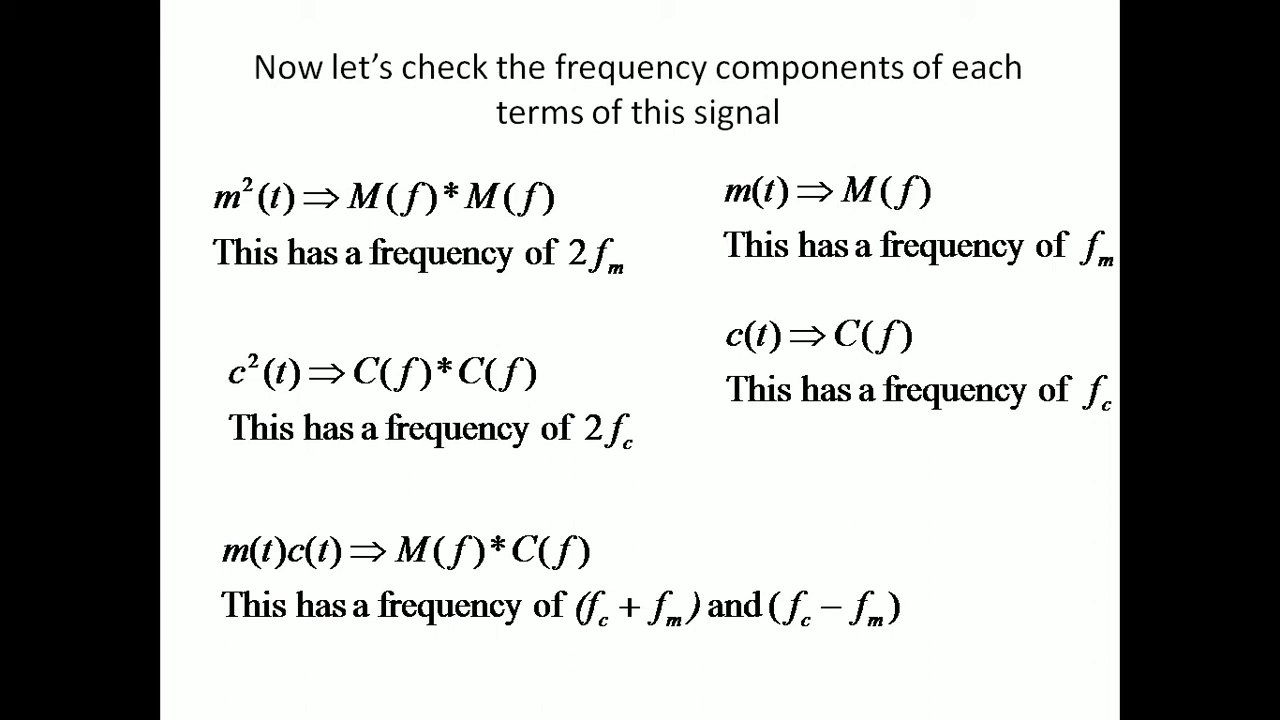 Now let's check the frequency components of each
terms of this signal
m²(t) ⇒ M(f)*M(f)
This has a frequency of 2f_m
m(t) ⇒ M(f)
This has a frequency of f_m
c²(t) ⇒ C(f)*C(f)
This has a frequency of 2f_c
c(t) ⇒ C(f)
This has a frequency of f_c
m(t)c(t) ⇒ M(f)*C(f)
This has a frequency of (f_c + f_m) and (f_c − f_m)